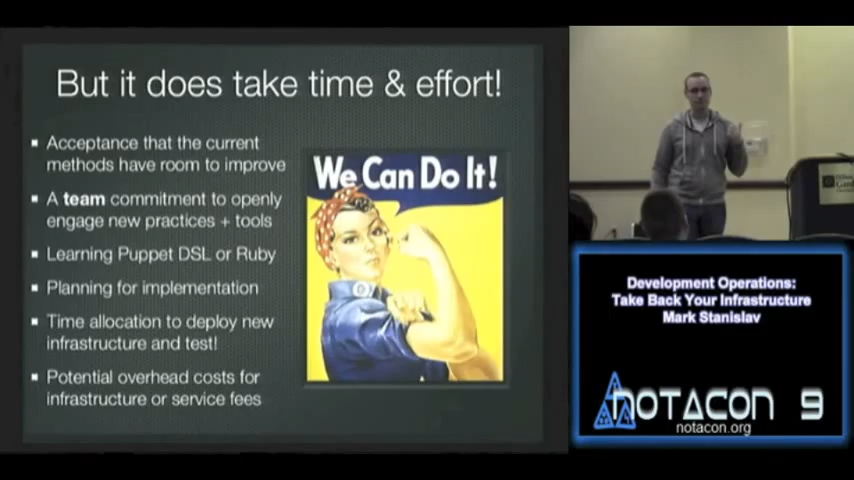 But it does take time & effort!
Acceptance that the current
methods have room to improve
A team commitment to openly
engage new practices + tools
Learning Puppet DSL or Ruby
Planning for implementation
Time allocation to deploy new
infrastructure and test!
Potential overhead costs for
infrastructure or service fees
We Can Do It!
Development Operations:
Take Back Your Infrastructure
Mark Stanislav
NOTACON 9
notacon.org